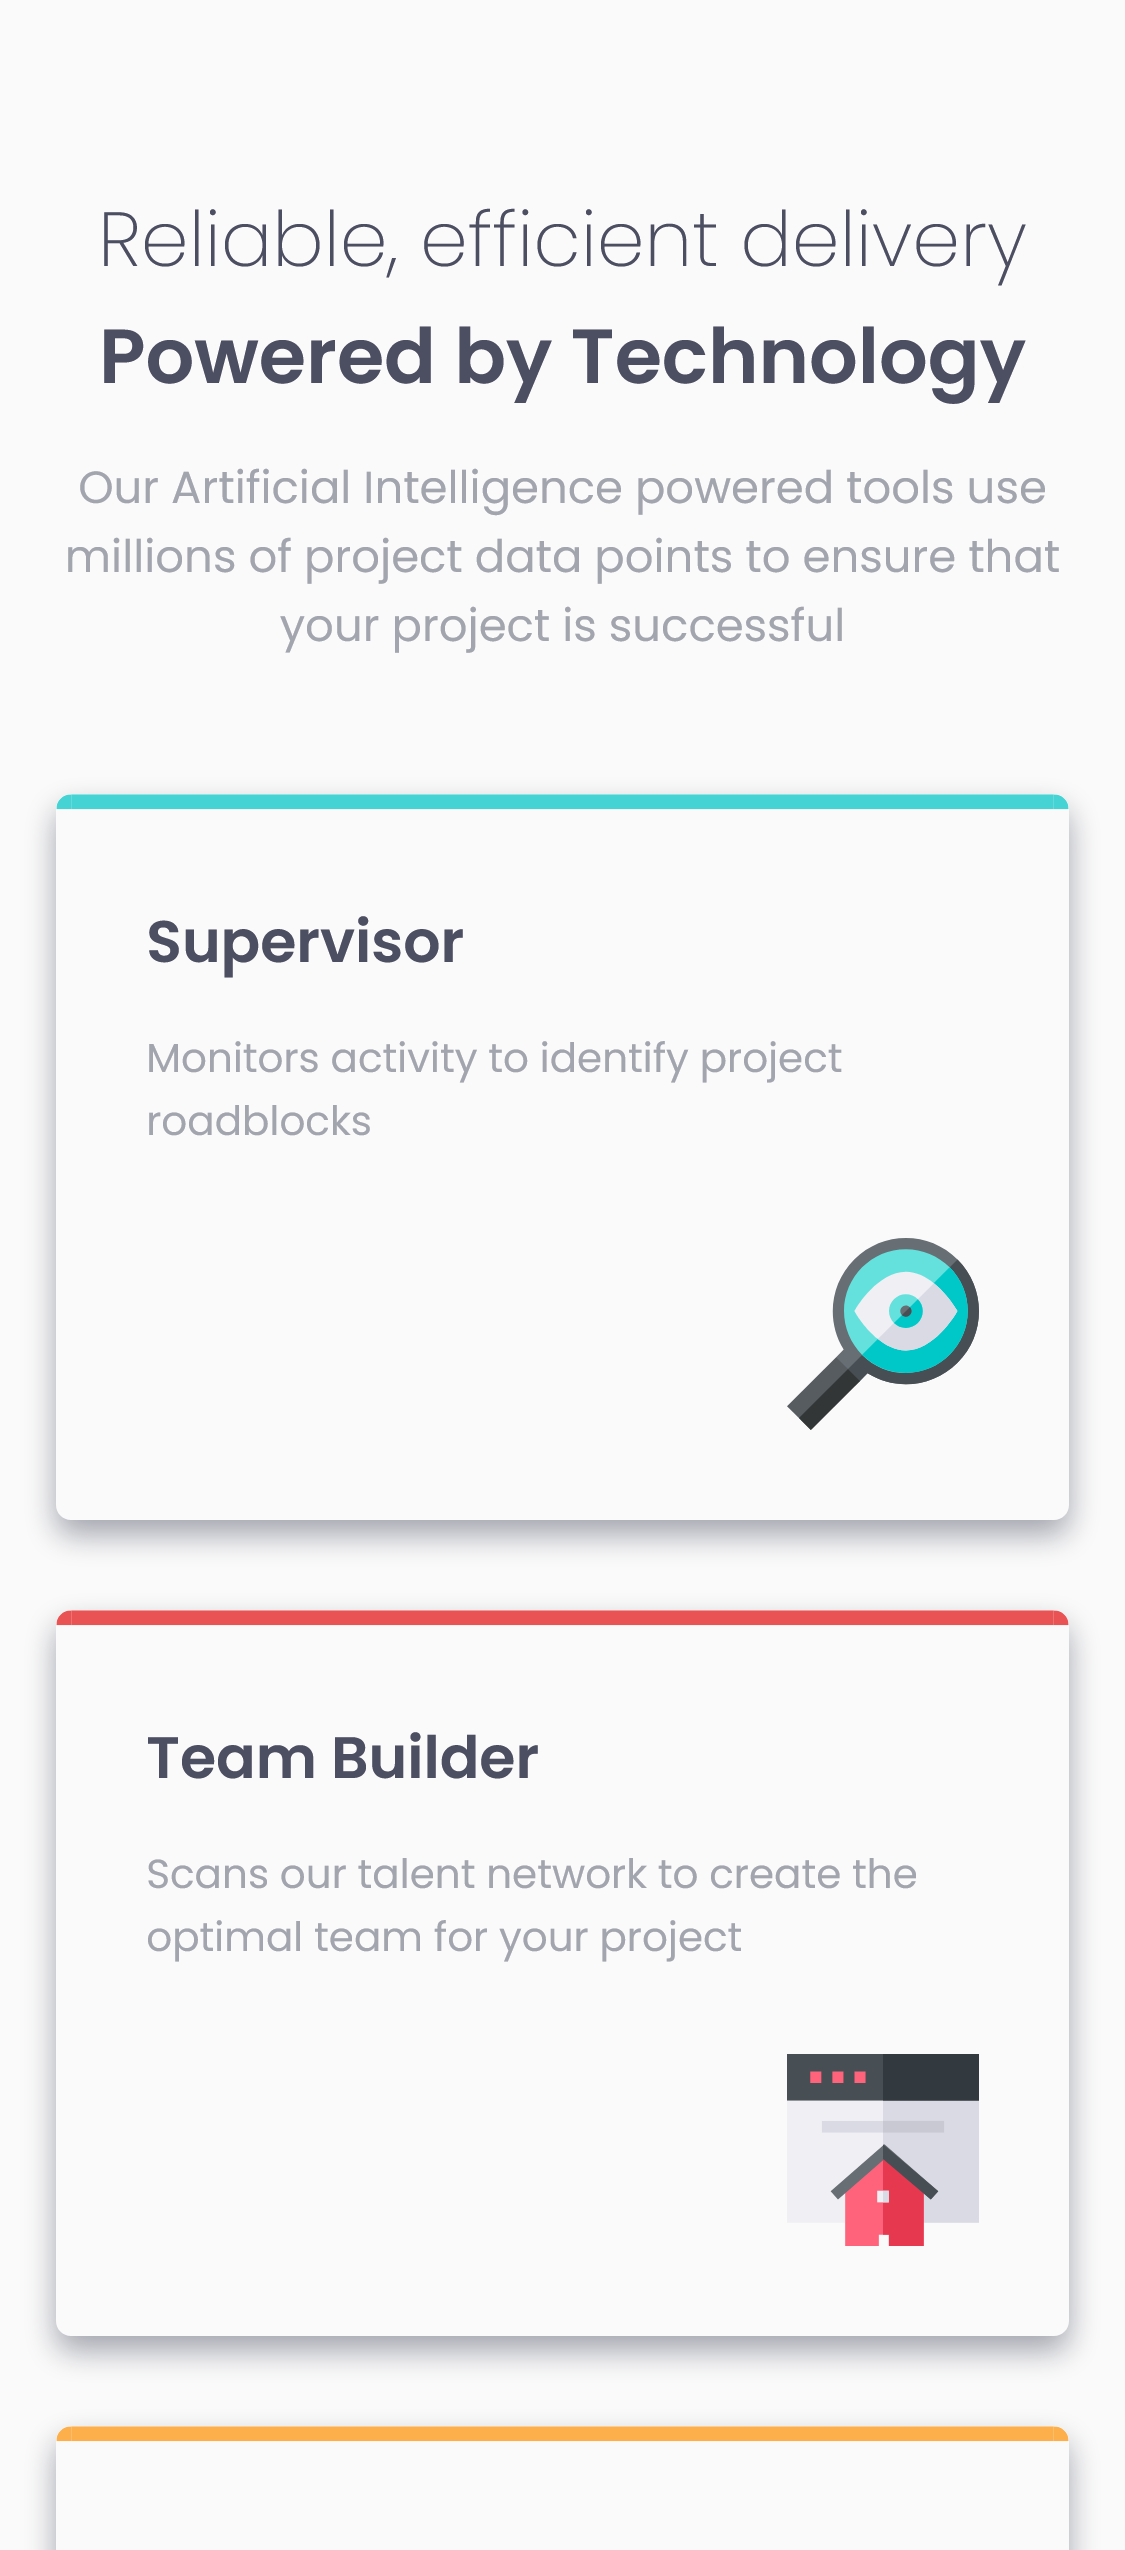 Reliable, efficient delivery
Powered by Technology
Our Artificial Intelligence powered tools use
millions of project data points to ensure that
your project is successful
Supervisor
Monitors activity to identify project
roadblocks
Team Builder
Scans our talent network to create the
optimal team for your project